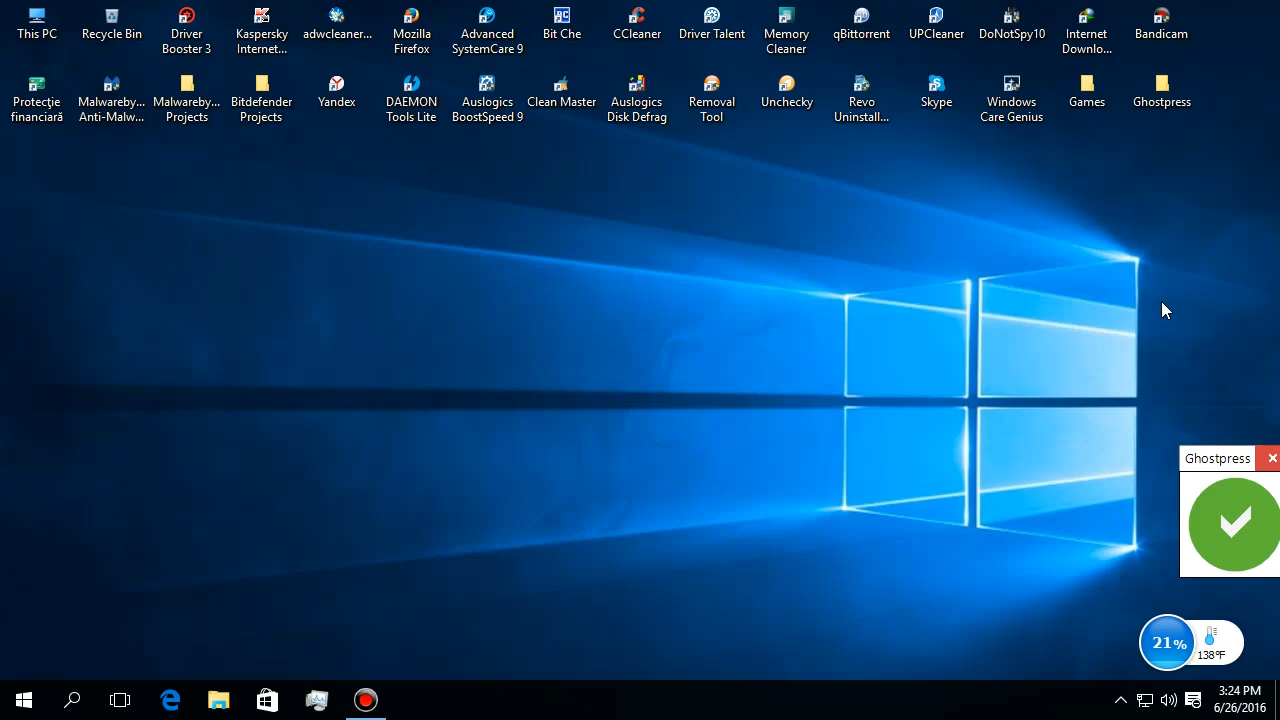 This PC
Recycle Bin
Driver
Booster 3
Kaspersky
Internet...
adwcleaner...
Mozilla
Firefox
Advanced
SystemCare 9
Bit Che
CCleaner
Driver Talent
Memory
Cleaner
qBittorrent
UPCleaner
DoNotSpy10
Internet
Downlo...
Bandicam
Protecţie
financiară
Malwareby...
Anti-Malw...
Malwareby...
Projects
Bitdefender
Projects
Yandex
DAEMON
Tools Lite
Auslogics
BoostSpeed 9
Clean Master
Auslogics
Disk Defrag
Removal
Tool
Unchecky
Revo
Uninstall...
Skype
Windows
Care Genius
Games
Ghostpress
Ghostpress
21%
138°F
3:24 PM
6/26/2016